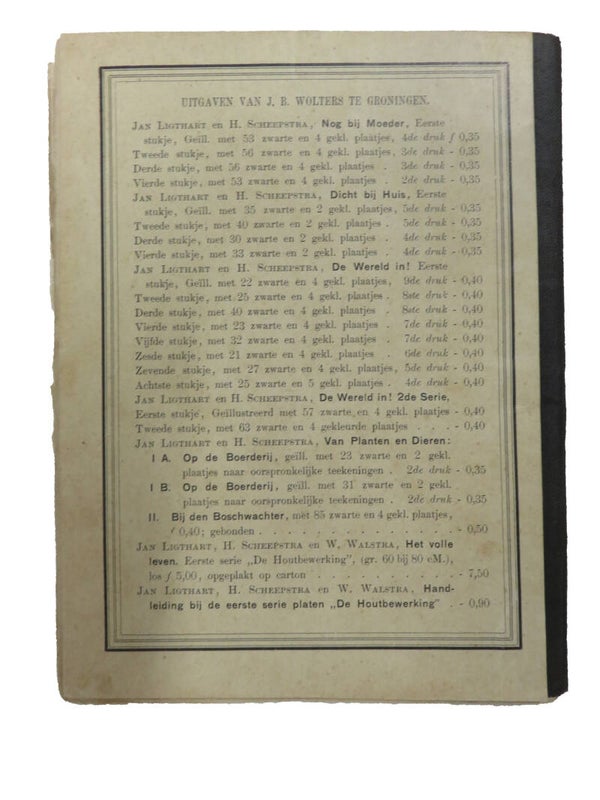 UITGAVEN VAN J. B. WOLTERS TE GRONINGEN.
JAN LIGTHART en H. SCHEEPSTRA, Nog bij Moeder, Eerste
stukje, Geïll. met 53 zwarte en 4 gekl. plaatjes, 4de druk f 0,35
Tweede stukje, met 56 zwarte en 4 gekl. plaatjes, 3de druk - 0,35
Derde stukje, met 56 zwarte en 4 gekl. plaatjes . 3de druk - 0,35
Vierde stukje, met 53 zwarte en 4 gekl. plaatjes . 2de druk - 0,35
JAN LIGTHART en H. SCHEEPSTRA, Dicht bij Huis, Eerste
stukje, Geïll. met 35 zwarte en 2 gekl. plaatjes, 5de druk - 0,35
Tweede stukje, met 40 zwarte en 2 gekl. plaatjes . 5de druk - 0,35
Derde stukje, met 30 zwarte en 2 gekl. plaatjes . 4de druk - 0,35
Vierde stukje, met 33 zwarte en 2 gekl. plaatjes . 4de druk - 0,35
JAN LIGTHART en H. SCHEEPSTRA, De Wereld in! Eerste
stukje, Geïll. met 22 zwarte en 4 gekl. plaatjes, 9de druk - 0,40
Tweede stukje, met 25 zwarte en 4 gekl. plaatjes . 8ste druk - 0,40
Derde stukje, met 40 zwarte en 4 gekl. plaatjes . 8ste druk - 0,40
Vierde stukje, met 23 zwarte en 4 gekl. plaatjes . 7de druk - 0,40
Vijfde stukje, met 32 zwarte en 4 gekl. plaatjes . 7de druk - 0,40
Zesde stukje, met 21 zwarte en 4 gekl. plaatjes . 6de druk - 0,40
Zevende stukje, met 27 zwarte en 4 gekl. plaatjes, 5de druk - 0,40
Achtste stukje, met 25 en 5 gekl. plaatjes . 4de druk - 0,40
JAN LIGTHART en H. SCHEEPSTRA, De Wereld in! 2de Serie,
Eerste stukje, Geïllustreerd met 57 zwarte en 4 gekl. plaatjes - 0,40
Tweede stukje, met 63 zwarte en 4 gekleurde plaatjes . . . - 0,40
JAN LIGTHART en H. SCHEEPSTRA, Van Planten en Dieren:
I A. Op de Boerderij, geïll. met 23 zwarte en 2 gekl.
plaatjes naar oorspronkelijke teekeningen . 2de druk - 0,35
I B. Op de Boerderij, geïll. met 31 zwarte en 2 gekl.
plaatjes naar oorspronkelijke teekeningen . 2de druk - 0,35
II. Bij den Boschwachter, met 85 zwarte en 4 gekl. plaatjes,
f 0,40; gebonden . . . . . . . . . . . . . . - 0,50
JAN LIGTHART, H. SCHEEPSTRA en W. WALSTRA, Het volle
leven. Eerste serie „De Houtbewerking", (gr. 60 bij 80 cM.),
los f 5,00, opgeplakt op carton . . . . . . . . . . - 7,50
JAN LIGTHART, H. SCHEEPSTRA en W. WALSTRA, Hand-
leiding bij de eerste serie platen „De Houtbewerking" . - 0,90